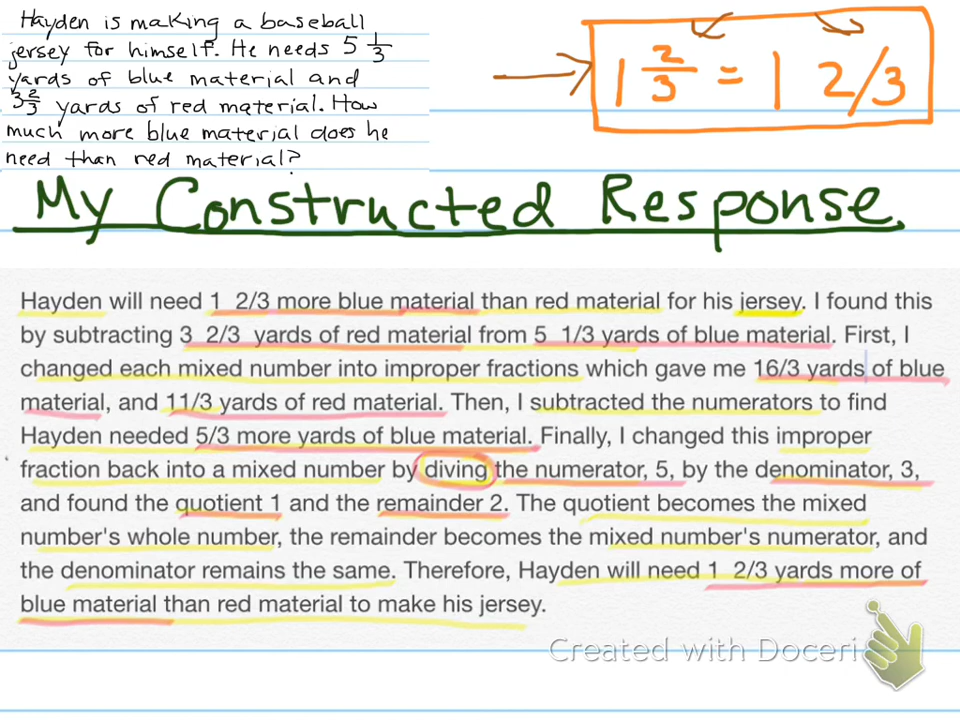 Hayden is making a baseball
jersey for himself. He needs 5 1/3
yards of blue material and
3 2/3 yards of red material. How
much more blue material does he
need than red material?
1 2/3 = 1 2/3
My Constructed Response.
Hayden will need 1 2/3 more blue material than red material for his jersey. I found this
by subtracting 3 2/3 yards of red material from 5 1/3 yards of blue material. First, I
changed each mixed number into improper fractions which gave me 16/3 yards of blue
material, and 11/3 yards of red material. Then, I subtracted the numerators to find
Hayden needed 5/3 more yards of blue material. Finally, I changed this improper
fraction back into a mixed number by diving the numerator, 5, by the denominator, 3,
and found the quotient 1 and the remainder 2. The quotient becomes the mixed
number's whole number, the remainder becomes the mixed number's numerator, and
the denominator remains the same. Therefore, Hayden will need 1 2/3 yards more of
blue material than red material to make his jersey.
Created with Doceri